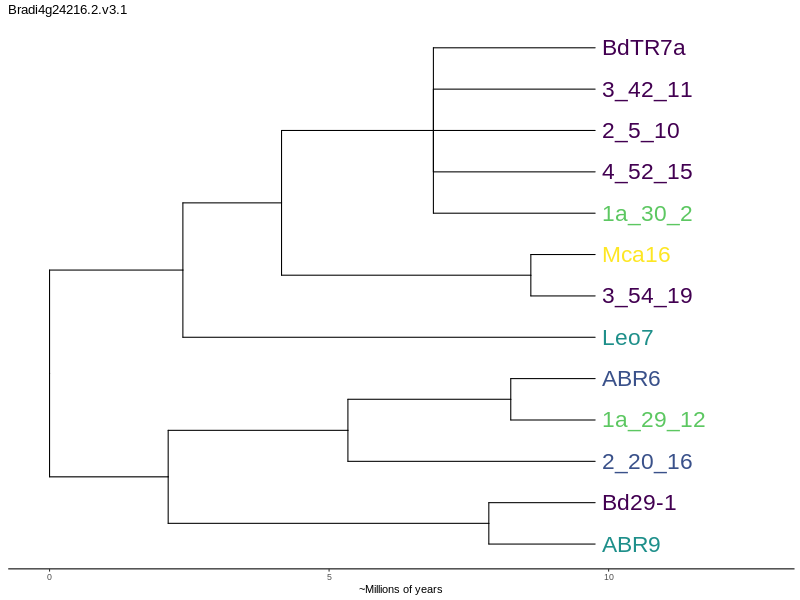 Bradi4g24216.2.v3.1
BdTR7a
3_42_11
2_5_10
4_52_15
1a_30_2
Mca16
3_54_19
Leo7
ABR6
1a_29_12
2_20_16
Bd29-1
ABR9
0 5 10
~Millions of years